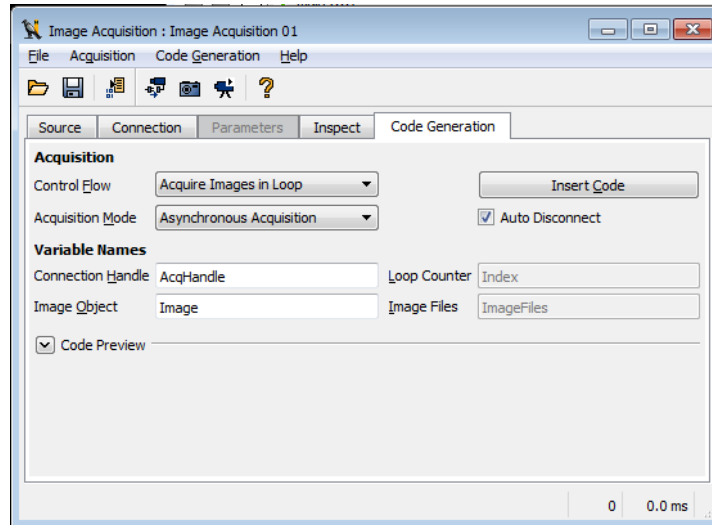 Image Acquisition : Image Acquisition 01
File Acquisition Code Generation Help
Source Connection Parameters Inspect Code Generation
Acquisition
Control Flow Acquire Images in Loop Insert Code
Acquisition Mode Asynchronous Acquisition Auto Disconnect
Variable Names
Connection Handle AcqHandle Loop Counter Index
Image Object Image Image Files ImageFiles
Code Preview
0 0.0 ms